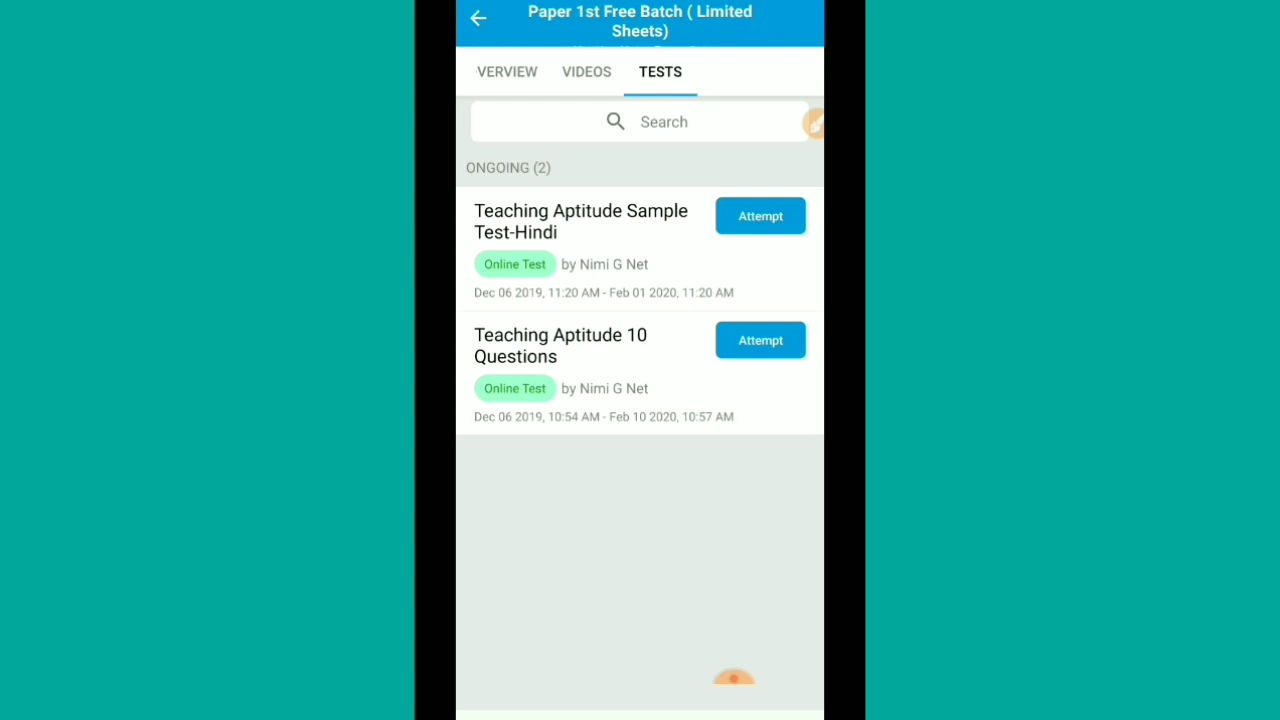 Paper 1st Free Batch ( Limited
Sheets)
VERVIEW VIDEOS TESTS
Search
ONGOING (2)
Teaching Aptitude Sample
Test-Hindi
Attempt
Online Test by Nimi G Net
Dec 06 2019, 11:20 AM - Feb 01 2020, 11:20 AM
Teaching Aptitude 10
Questions
Attempt
Online Test by Nimi G Net
Dec 06 2019, 10:54 AM - Feb 10 2020, 10:57 AM